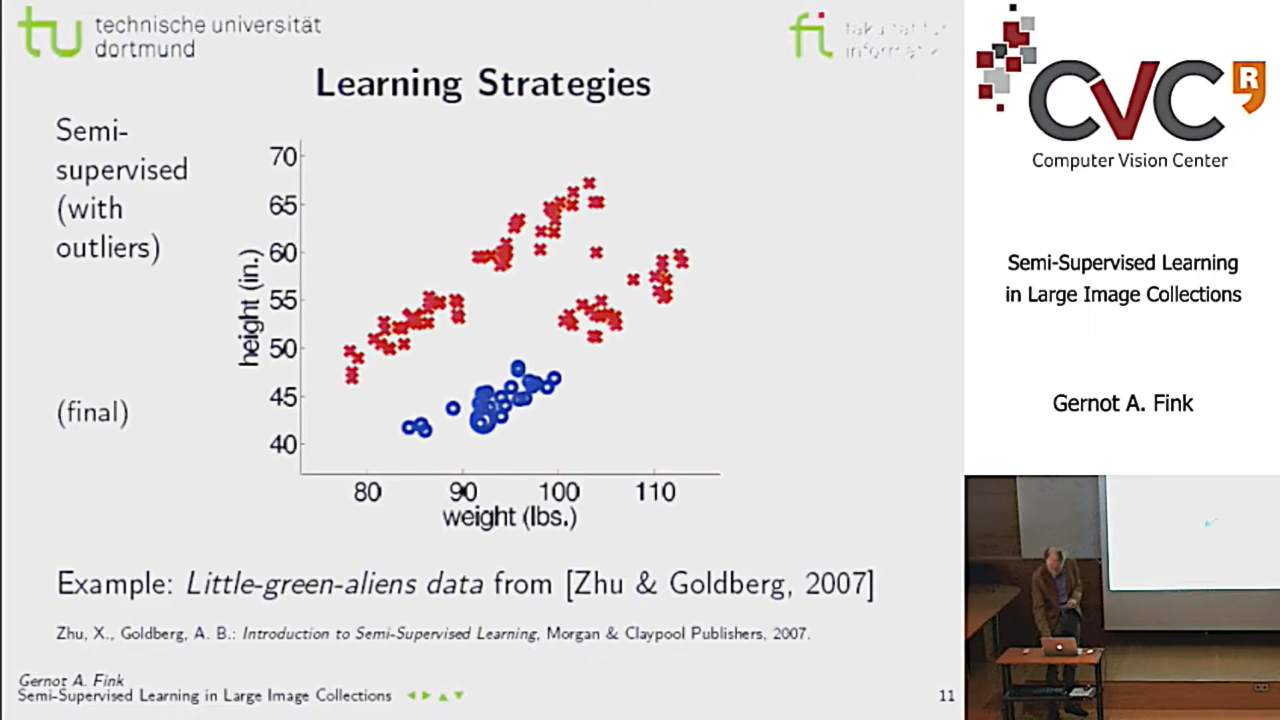 technische universität
dortmund
fakultät für
informatik
Learning Strategies
Semi-
supervised
(with
outliers)
(final)
height (in.)
70
65
60
55
50
45
40
80 90 100 110
weight (lbs.)
Example: Little-green-aliens data from [Zhu & Goldberg, 2007]
Zhu, X., Goldberg, A. B.: Introduction to Semi-Supervised Learning, Morgan & Claypool Publishers, 2007.
Gernot A. Fink
Semi-Supervised Learning in Large Image Collections
11
CVC R
Computer Vision Center
Semi-Supervised Learning
in Large Image Collections
Gernot A. Fink